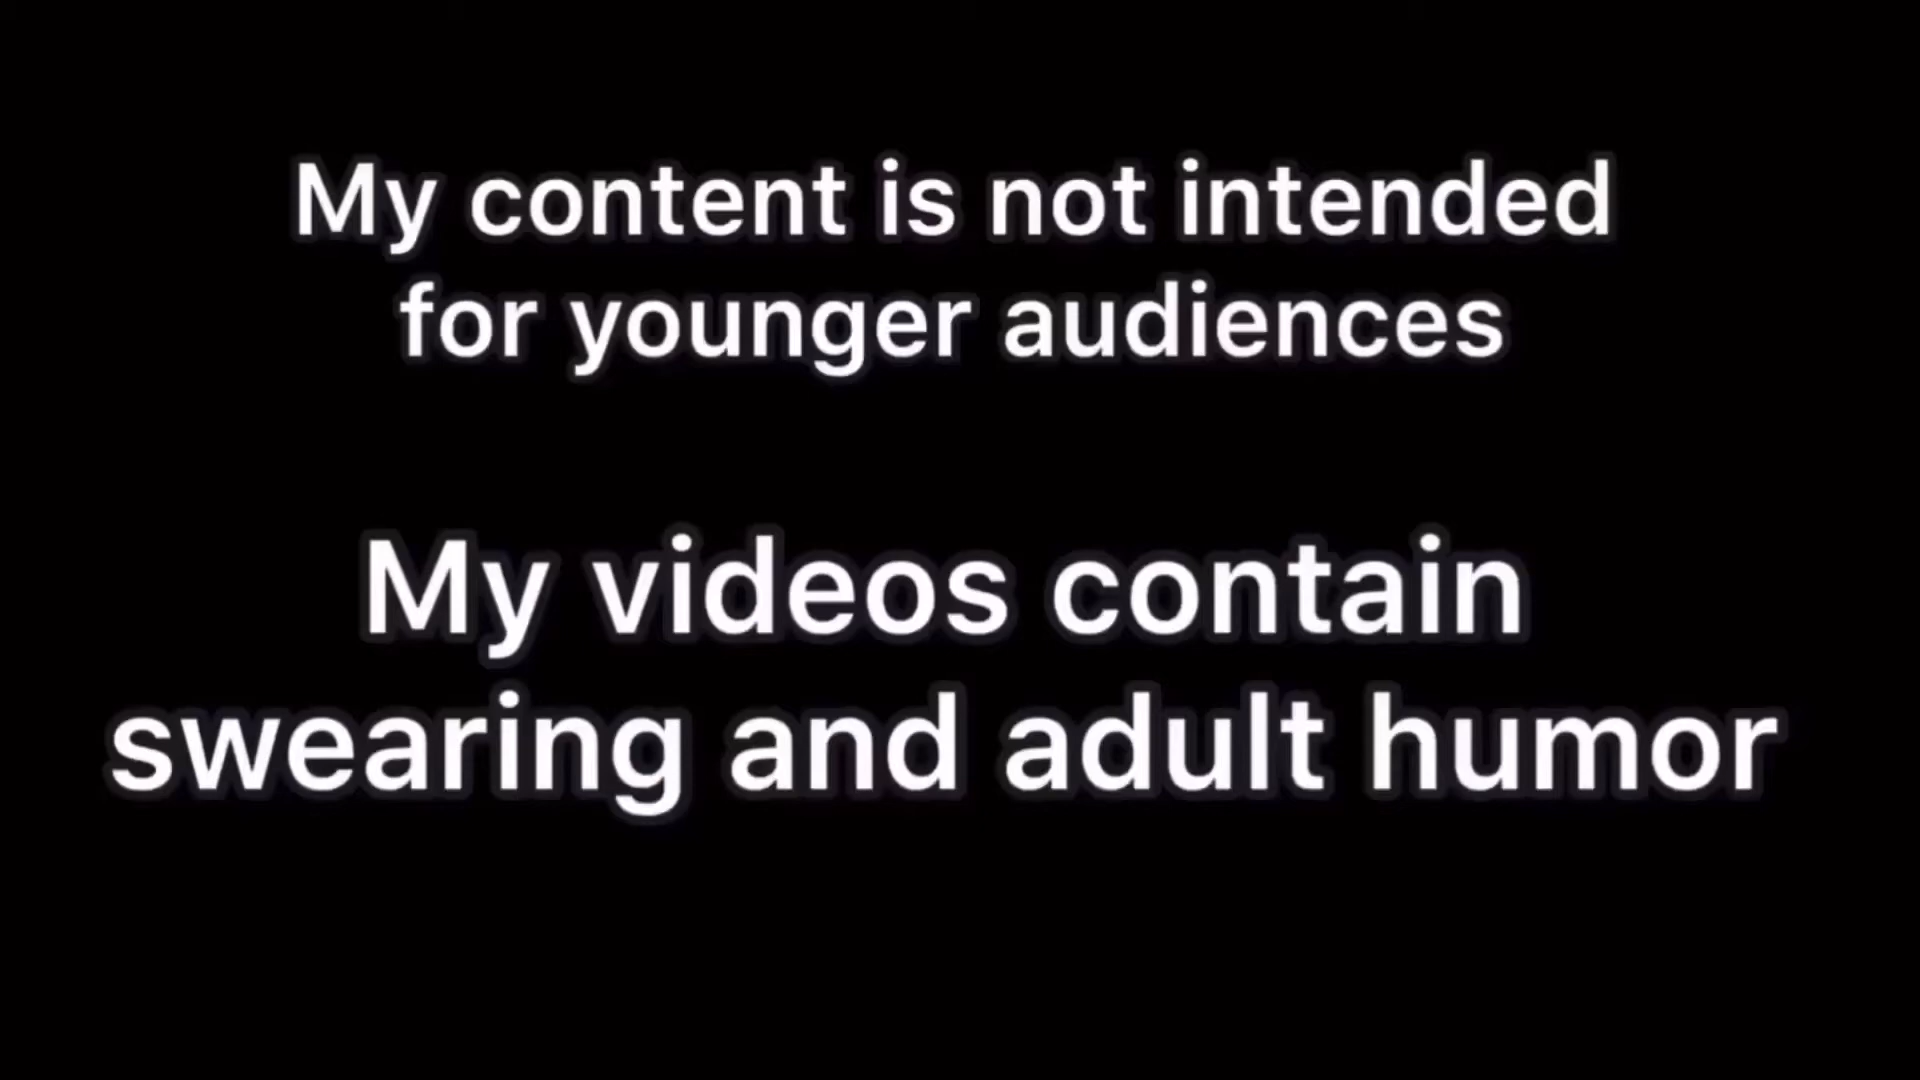 My content is not intended
for younger audiences
My videos contain
swearing and adult humor